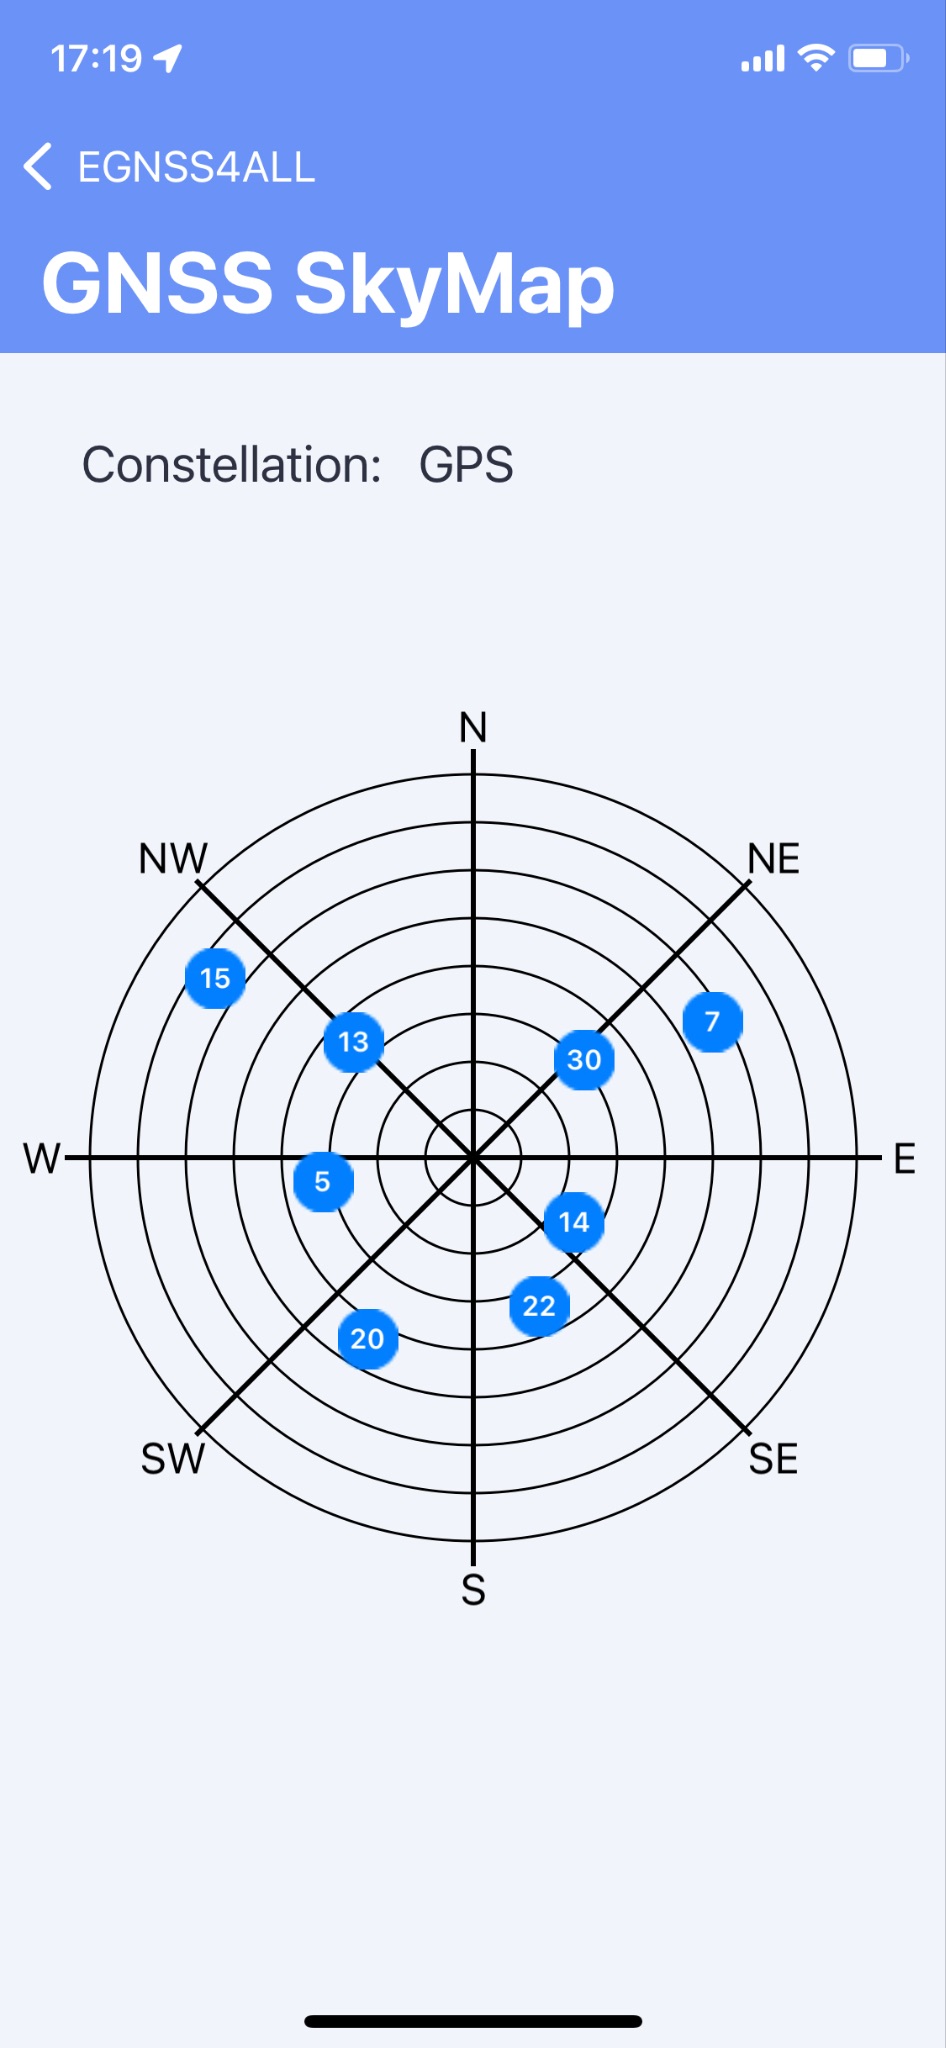 17:19
EGNSS4ALL
GNSS SkyMap
Constellation: GPS
N
NW
NE
15
7
13
30
W
E
5
14
22
20
SW
SE
S